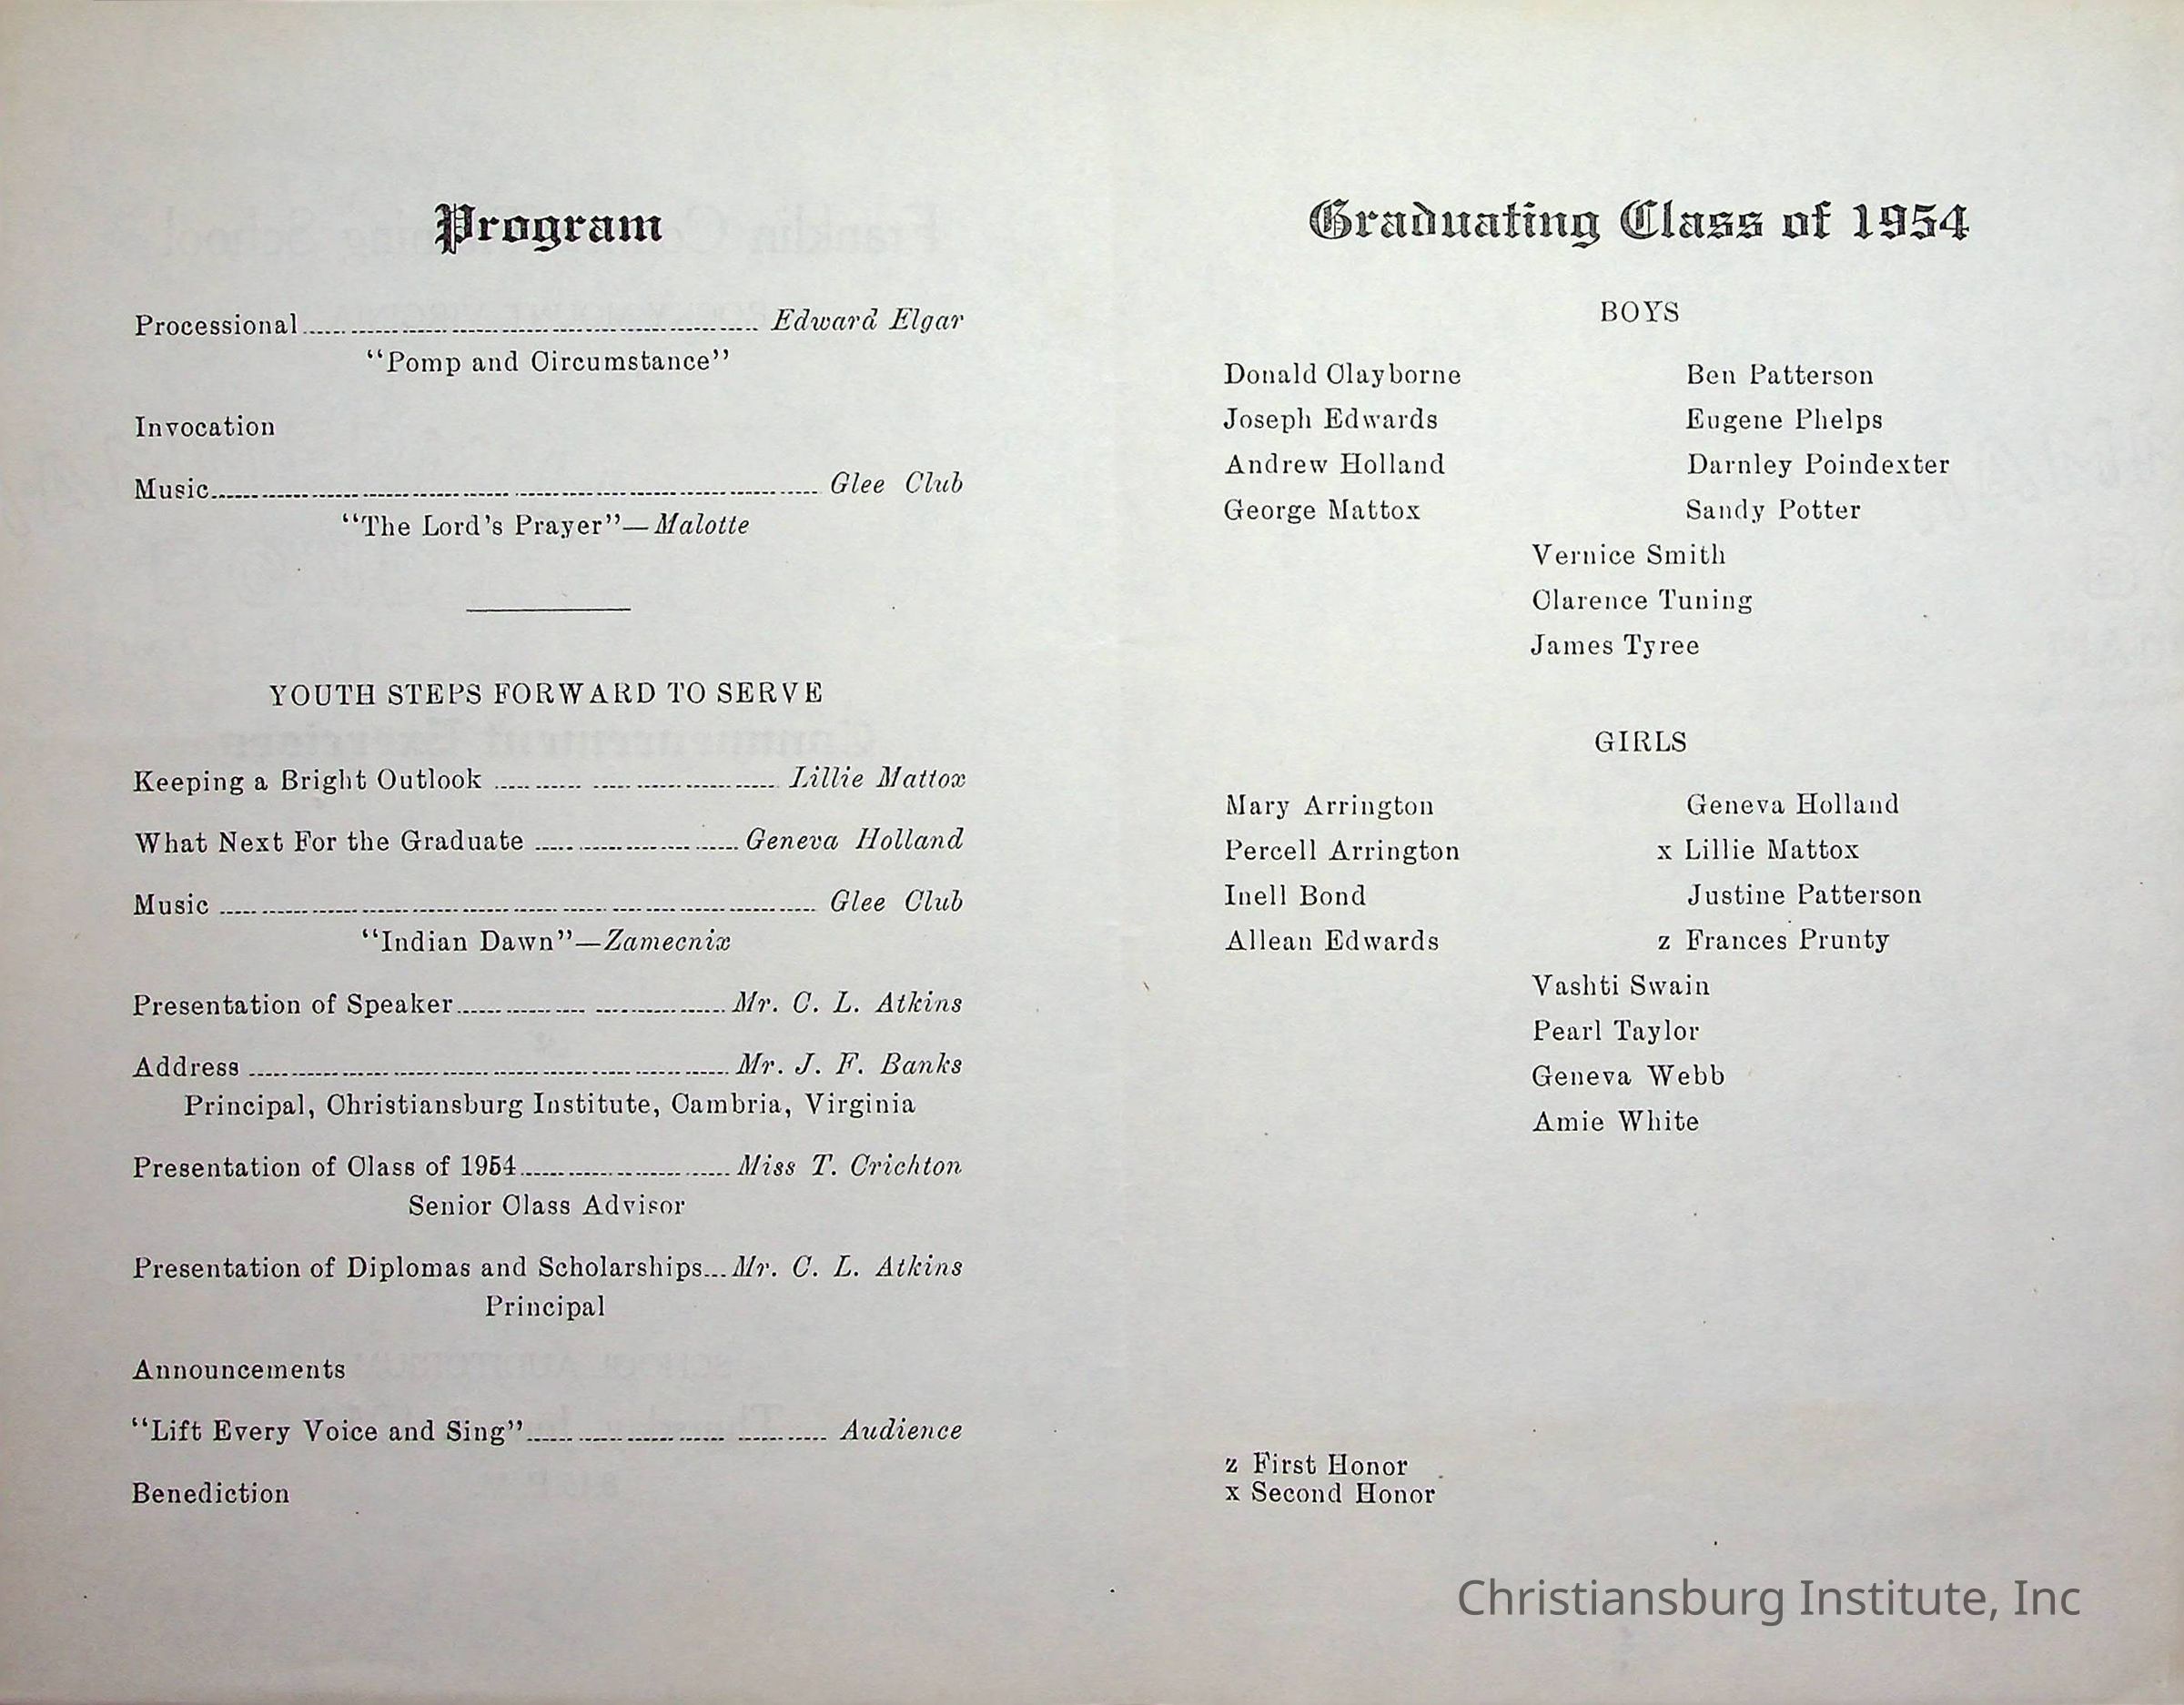 Program
Processional Edward Elgar
"Pomp and Circumstance"
Invocation
Music Glee Club
"The Lord's Prayer"—Malotte
YOUTH STEPS FORWARD TO SERVE
Keeping a Bright Outlook Lillie Mattox
What Next For the Graduate Geneva Holland
Music Glee Club
"Indian Dawn"—Zamecnix
Presentation of Speaker Mr. C. L. Atkins
Address Mr. J. F. Banks
Principal, Christiansburg Institute, Cambria, Virginia
Presentation of Class of 1954 Miss T. Crichton
Senior Class Advisor
Presentation of Diplomas and Scholarships Mr. C. L. Atkins
Principal
Announcements
"Lift Every Voice and Sing" Audience
Benediction
Graduating Class of 1954
BOYS
Donald Clayborne
Joseph Edwards
Andrew Holland
George Mattox
Ben Patterson
Eugene Phelps
Darnley Poindexter
Sandy Potter
Vernice Smith
Clarence Tuning
James Tyree
GIRLS
Mary Arrington
Percell Arrington
Inell Bond
Allean Edwards
Geneva Holland
x Lillie Mattox
Justine Patterson
z Frances Prunty
Vashti Swain
Pearl Taylor
Geneva Webb
Amie White
z First Honor
x Second Honor
Christiansburg Institute, Inc